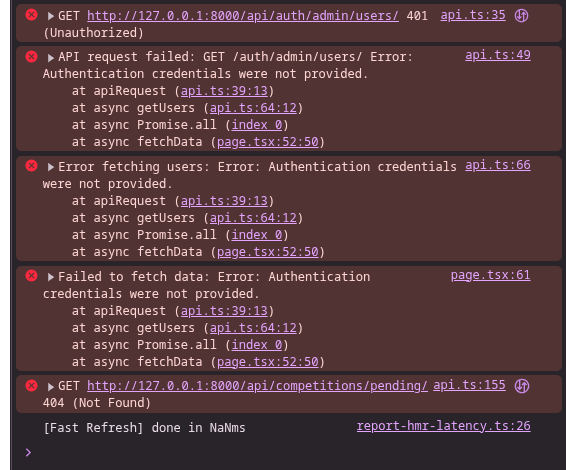 GET http://127.0.0.1:8000/api/auth/admin/users/ 401 api.ts:35
(Unauthorized)
API request failed: GET /auth/admin/users/ Error: api.ts:49
Authentication credentials were not provided.
at apiRequest (api.ts:39:13)
at async getUsers (api.ts:64:12)
at async Promise.all (index 0)
at async fetchData (page.tsx:52:50)
Error fetching users: Error: Authentication credentials api.ts:66
were not provided.
at apiRequest (api.ts:39:13)
at async getUsers (api.ts:64:12)
at async Promise.all (index 0)
at async fetchData (page.tsx:52:50)
Failed to fetch data: Error: Authentication page.tsx:61
credentials were not provided.
at apiRequest (api.ts:39:13)
at async getUsers (api.ts:64:12)
at async Promise.all (index 0)
at async fetchData (page.tsx:52:50)
GET http://127.0.0.1:8000/api/competitions/pending/ api.ts:155
404 (Not Found)
[Fast Refresh] done in NaNms report-hmr-latency.ts:26